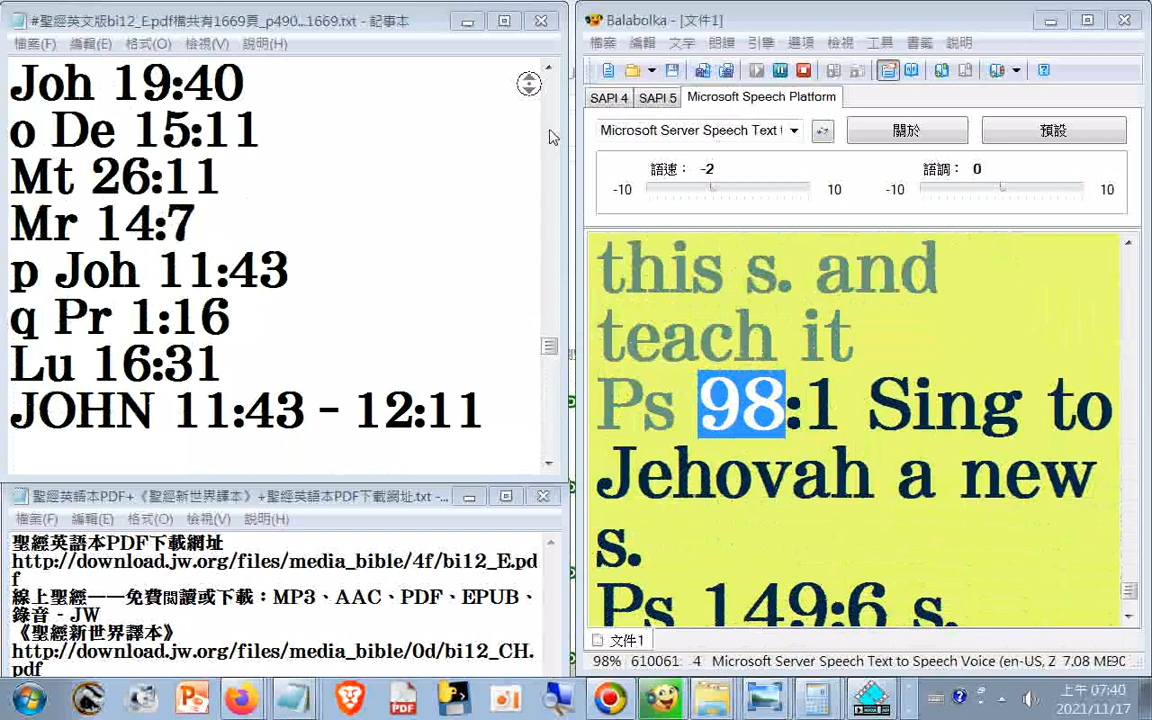 #聖經英文版bi12_E.pdf檔共有1669頁_p490...1669.txt - 記事本
檔案(F) 編輯(E) 格式(O) 檢視(V) 說明(H)
Joh 19:40
o De 15:11
Mt 26:11
Mr 14:7
p Joh 11:43
q Pr 1:16
Lu 16:31
JOHN 11:43 - 12:11
聖經英語本PDF+《聖經新世界譯本》+聖經英語本PDF下載網址.txt - ...
檔案(F) 編輯(E) 格式(O) 檢視(V) 說明(H)
聖經英語本PDF下載網址
http://download.jw.org/files/media_bible/4f/bi12_E.pd
f
線上聖經——免費閱讀或下載：MP3、AAC、PDF、EPUB、
錄音 - JW
《聖經新世界譯本》
http://download.jw.org/files/media_bible/0d/bi12_CH.
pdf
Balabolka - [文件1]
檔案 編輯 文字 朗讀 引擎 選項 檢視 工具 書籤 說明
SAPI 4 SAPI 5 Microsoft Speech Platform
Microsoft Server Speech Text 關於 預設
語速： -2 語調： 0
-10 10 -10 10
this s. and
teach it
Ps 98:1 Sing to
Jehovah a new
s.
Ps 149:6 s.
文件1
98% 610061: 4 Microsoft Server Speech Text to Speech Voice (en-US, Z 7.08 ME
上午 07:40
2021/11/17